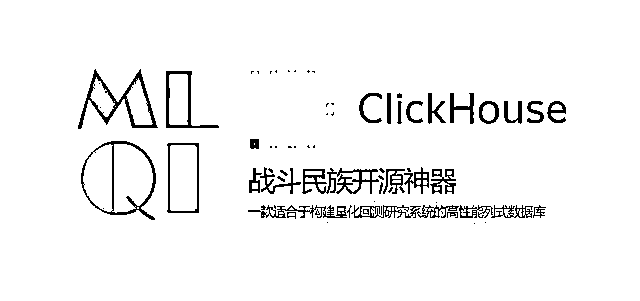 ML
QI
ClickHouse
战斗民族开源神器
一款适合于构建量化回测研究系统的高性能列式数据库